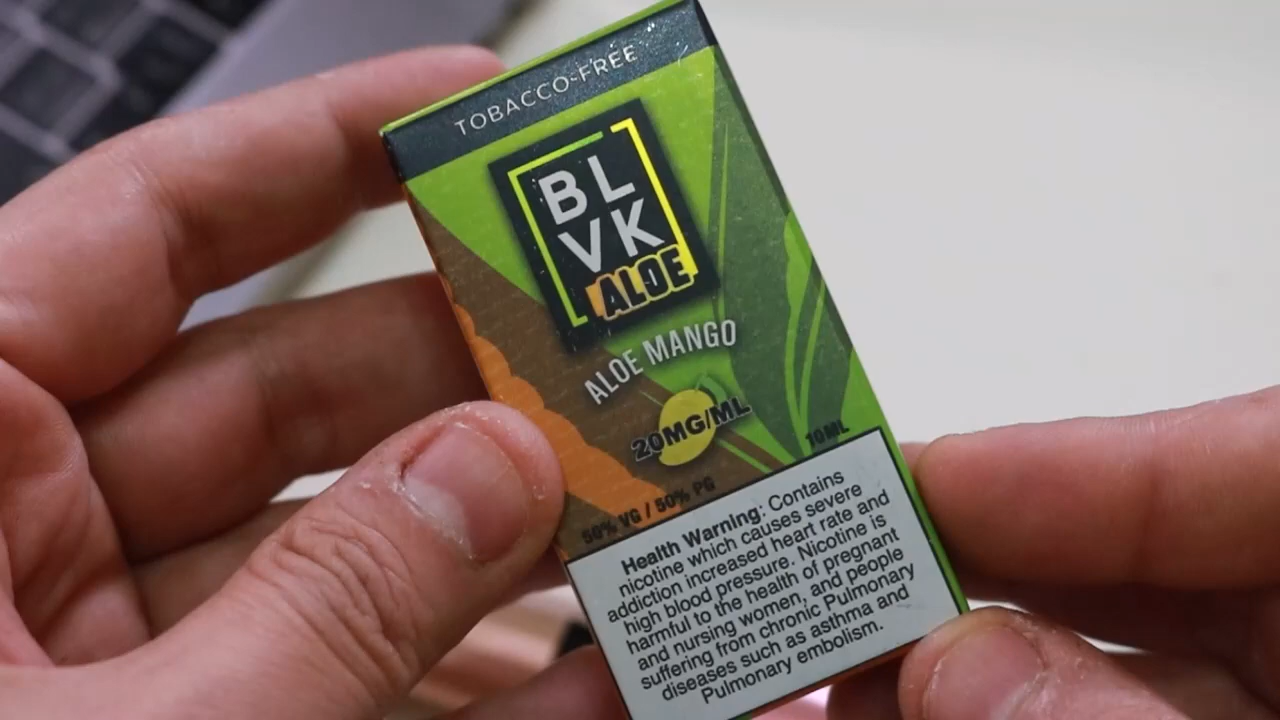 TOBACCO-FREE
BL
VK
ALOE
ALOE MANGO
20MG/ML
10ML
50% VG / 50% PG
Health Warning: Contains
nicotine which causes severe
addiction increased heart rate and
high blood pressure. Nicotine is
harmful to the health of pregnant
and nursing women, and people
suffering from chronic Pulmonary
diseases such as asthma and
Pulmonary embolism.